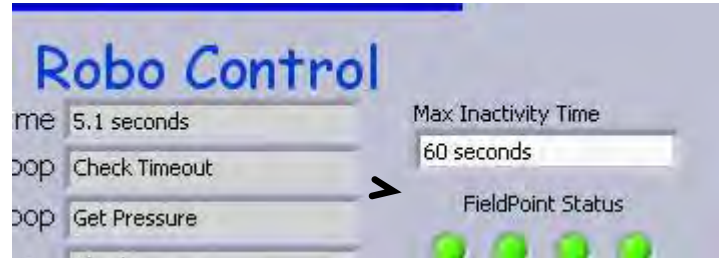 Robo Control
me 5.1 seconds
Max Inactivity Time
60 seconds
oop Check Timeout
FieldPoint Status
oop Get Pressure